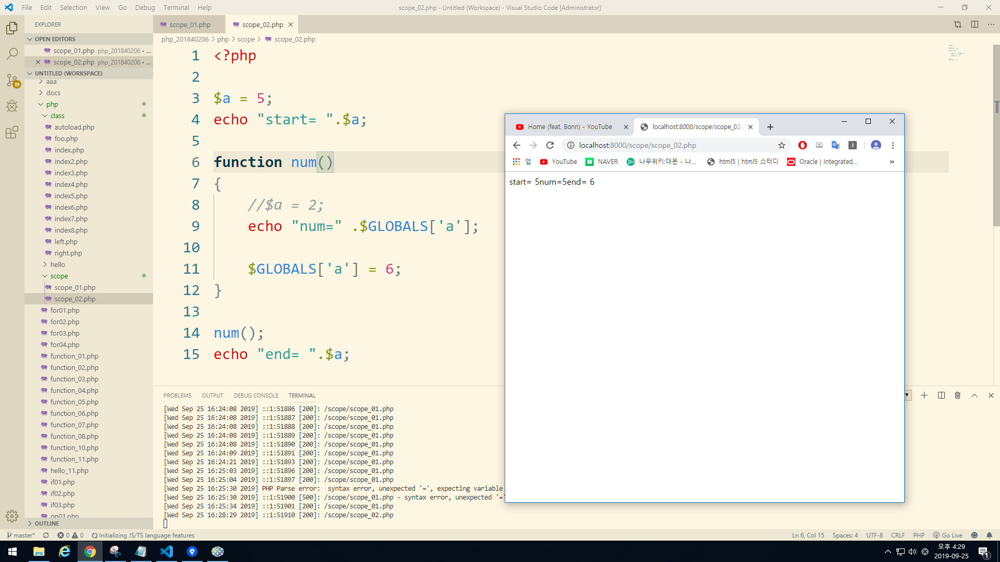 File Edit Selection View Go Debug Terminal Help
scope_02.php - Untitled (Workspace) - Visual Studio Code [Administrator]
EXPLORER
OPEN EDITORS
scope_01.php php_201840206 • ...
scope_02.php php_201840206 • ...
UNTITLED (WORKSPACE)
aaa
docs
php
class
autoload.php
foo.php
index.php
index2.php
index3.php
index4.php
index5.php
index6.php
index7.php
index8.php
left.php
right.php
hello
scope
scope_01.php
scope_02.php
for01.php
for02.php
for03.php
for04.php
function_01.php
function_02.php
function_03.php
function_04.php
function_05.php
function_06.php
function_07.php
function_08.php
function_10.php
function_11.php
hello_11.php
if01.php
if02.php
if03.php
op01.php
OUTLINE
19
scope_01.php scope_02.php
php_201840206 > php > scope > scope_02.php
1 <?php
2
3 $a = 5;
4 echo "start= ".$a;
5
6 function num()
7 {
8 //$a = 2;
9 echo "num=" .$GLOBALS['a'];
10
11 $GLOBALS['a'] = 6;
12 }
13
14 num();
15 echo "end= ".$a;
Home (feat. Bonn) - YouTube
localhost:8000/scope/scope_02.
localhost:8000/scope/scope_02.php
앱 YouTube NAVER 나무위키:대문 - 나... html5 | html5 스터디 Oracle | Integrated... »
start= 5num=5end= 6
PROBLEMS OUTPUT DEBUG CONSOLE TERMINAL
[Wed Sep 25 16:24:08 2019] ::1:51886 [200]: /scope/scope_01.php
[Wed Sep 25 16:24:08 2019] ::1:51887 [200]: /scope/scope_01.php
[Wed Sep 25 16:24:08 2019] ::1:51888 [200]: /scope/scope_01.php
[Wed Sep 25 16:24:08 2019] ::1:51889 [200]: /scope/scope_01.php
[Wed Sep 25 16:24:08 2019] ::1:51890 [200]: /scope/scope_01.php
[Wed Sep 25 16:24:09 2019] ::1:51891 [200]: /scope/scope_01.php
[Wed Sep 25 16:24:21 2019] ::1:51893 [200]: /scope/scope_01.php
[Wed Sep 25 16:25:03 2019] ::1:51896 [200]: /scope/scope_01.php
[Wed Sep 25 16:25:04 2019] ::1:51897 [200]: /scope/scope_01.php
[Wed Sep 25 16:25:30 2019] PHP Parse error:  syntax error, unexpected '=', expecting variable
[Wed Sep 25 16:25:30 2019] ::1:51900 [500]: /scope/scope_01.php - syntax error, unexpected '='
[Wed Sep 25 16:25:34 2019] ::1:51901 [200]: /scope/scope_01.php
[Wed Sep 25 16:28:29 2019] ::1:51910 [200]: /scope/scope_02.php
master* 0 0 Initializing JS/TS language features
Ln 6, Col 15 Spaces: 4 UTF-8 CRLF PHP Go Live
오후 4:29
2019-09-25
1